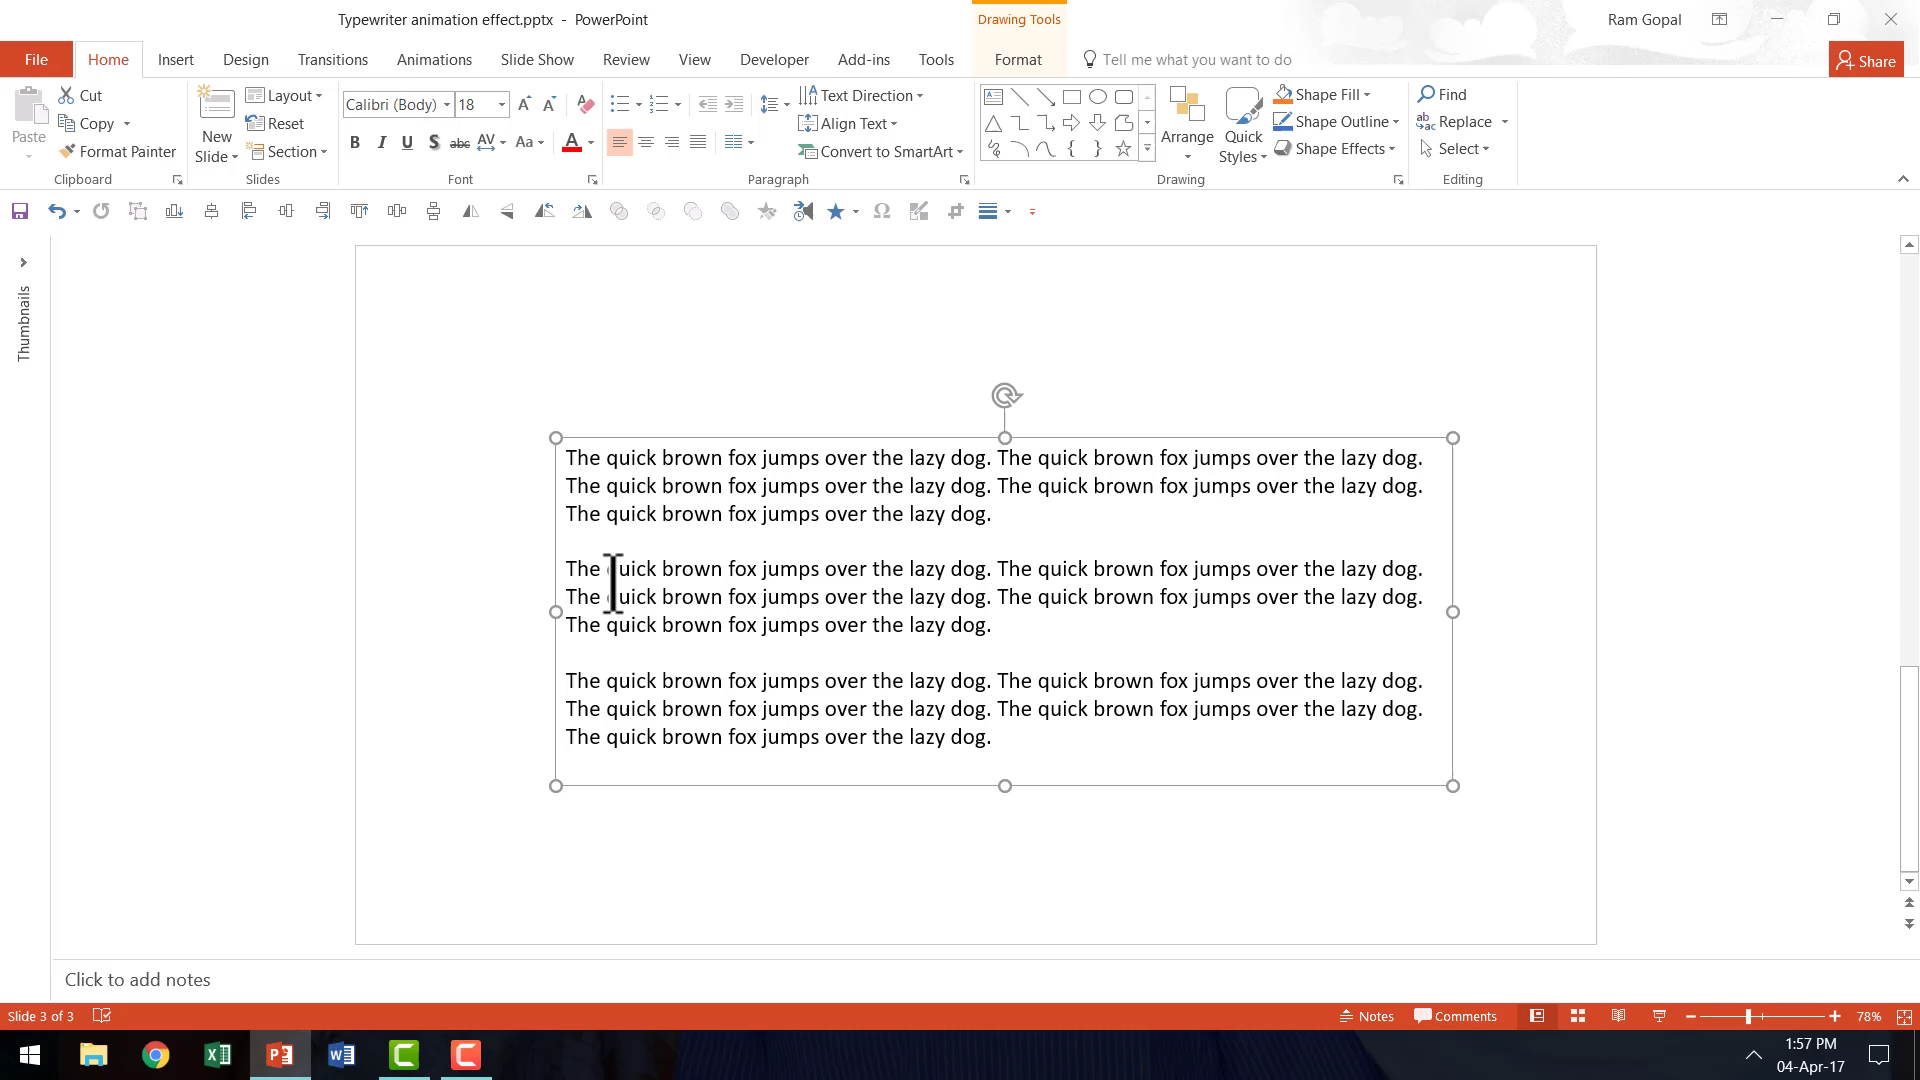 Typewriter animation effect.pptx - PowerPoint
Drawing Tools
Ram Gopal
File Home Insert Design Transitions Animations Slide Show Review View Developer Add-ins Tools Format Tell me what you want to do Share
Paste
Cut
Copy
Format Painter
Clipboard
New Slide
Layout
Reset
Section
Slides
Calibri (Body) 18
B I U S abc AV Aa A
Font
Text Direction
Align Text
Convert to SmartArt
Paragraph
Arrange
Quick Styles
Shape Fill
Shape Outline
Shape Effects
Drawing
Find
Replace
Select
Editing
Thumbnails
The quick brown fox jumps over the lazy dog. The quick brown fox jumps over the lazy dog.
The quick brown fox jumps over the lazy dog. The quick brown fox jumps over the lazy dog.
The quick brown fox jumps over the lazy dog.
The quick brown fox jumps over the lazy dog. The quick brown fox jumps over the lazy dog.
The quick brown fox jumps over the lazy dog. The quick brown fox jumps over the lazy dog.
The quick brown fox jumps over the lazy dog.
The quick brown fox jumps over the lazy dog. The quick brown fox jumps over the lazy dog.
The quick brown fox jumps over the lazy dog. The quick brown fox jumps over the lazy dog.
The quick brown fox jumps over the lazy dog.
Click to add notes
Slide 3 of 3 Notes Comments 78%
1:57 PM
04-Apr-17